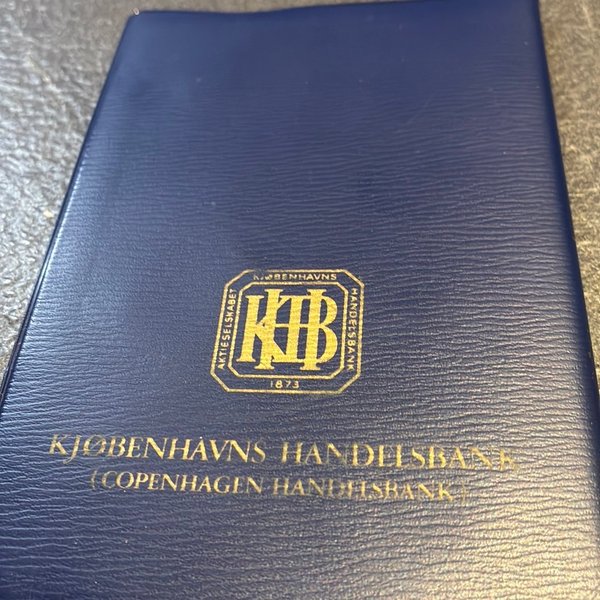 KJØBENHAVNS
AKTIESELSKABET
HANDELSBANK
KHB
1873
KJØBENHAVNS HANDELSBANK
(COPENHAGEN HANDELSBANK)